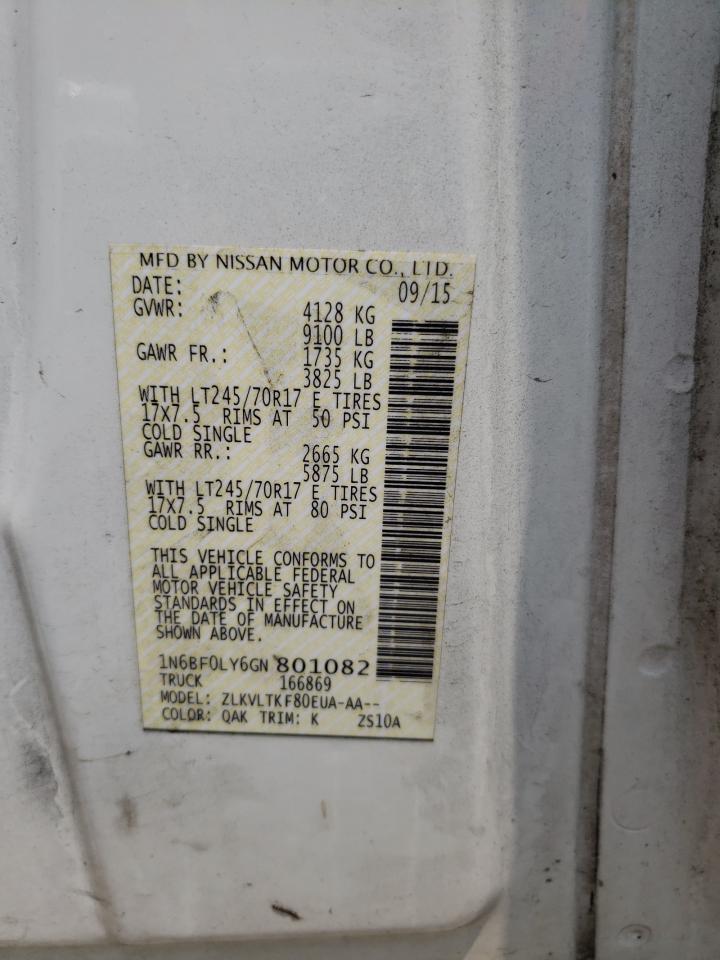 MFD BY NISSAN MOTOR CO., LTD.
DATE: 09/15
GVWR: 4128 KG
9100 LB
GAWR FR.: 1735 KG
3825 LB
WITH LT245/70R17 E TIRES
17X7.5 RIMS AT 50 PSI
COLD SINGLE
GAWR RR.: 2665 KG
5875 LB
WITH LT245/70R17 E TIRES
17X7.5 RIMS AT 80 PSI
COLD SINGLE
THIS VEHICLE CONFORMS TO
ALL APPLICABLE FEDERAL
MOTOR VEHICLE SAFETY
STANDARDS IN EFFECT ON
THE DATE OF MANUFACTURE
SHOWN ABOVE.
1N6BF0LY6GN801082
TRUCK 166869
MODEL: ZLKVLTKF80EUA-AA--
COLOR: QAK TRIM: K ZS10A